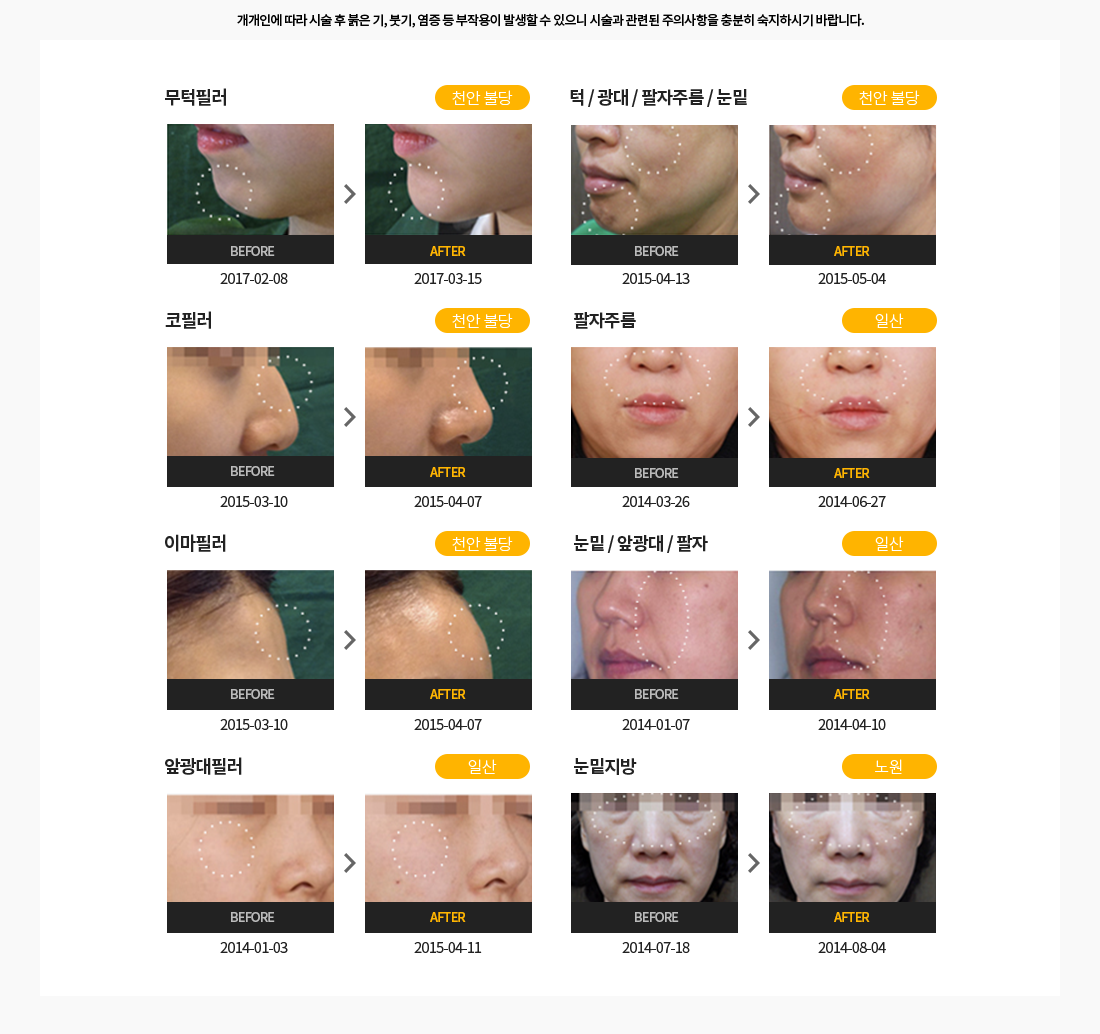 개개인에 따라 시술 후 붉은 기, 붓기, 염증 등 부작용이 발생할 수 있으니 시술과 관련된 주의사항을 충분히 숙지하시기 바랍니다.
무턱필러 천안 불당
턱 / 광대 / 팔자주름 / 눈밑 천안 불당
BEFORE AFTER
BEFORE AFTER
2017-02-08 2017-03-15
2015-04-13 2015-05-04
코필러 천안 불당
팔자주름 일산
BEFORE AFTER
BEFORE AFTER
2015-03-10 2015-04-07
2014-03-26 2014-06-27
이마필러 천안 불당
눈밑 / 앞광대 / 팔자 일산
BEFORE AFTER
BEFORE AFTER
2015-03-10 2015-04-07
2014-01-07 2014-04-10
앞광대필러 일산
눈밑지방 노원
BEFORE AFTER
BEFORE AFTER
2014-01-03 2015-04-11
2014-07-18 2014-08-04